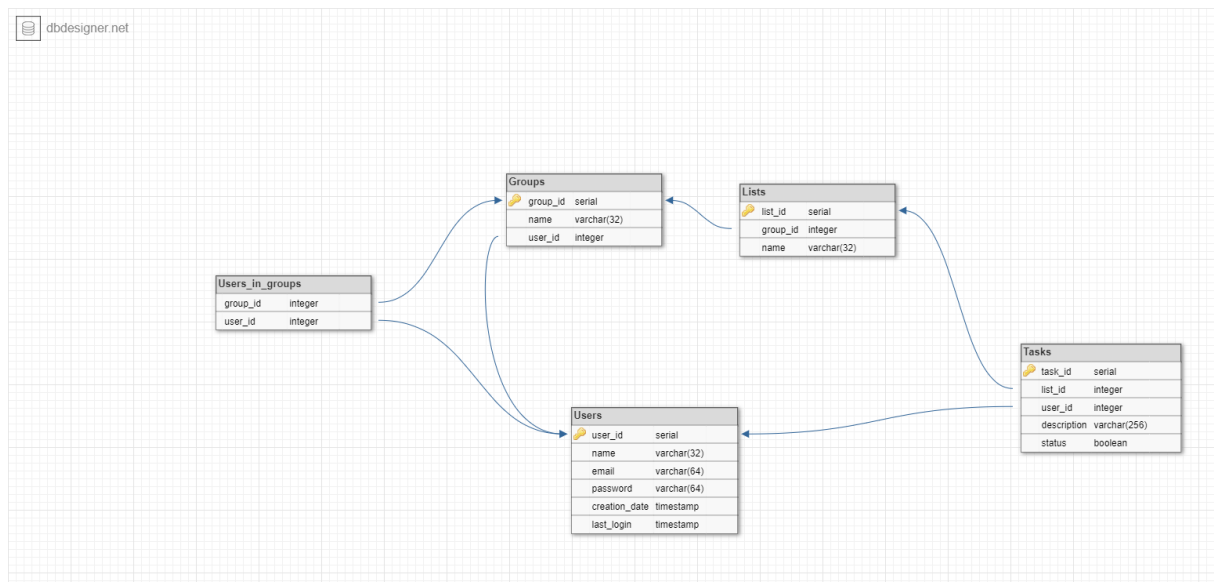 dbdesigner.net
Groups
group_id serial
name varchar(32)
user_id integer
Lists
list_id serial
group_id integer
name varchar(32)
Users_in_groups
group_id integer
user_id integer
Tasks
task_id serial
list_id integer
user_id integer
description varchar(256)
status boolean
Users
user_id serial
name varchar(32)
email varchar(64)
password varchar(64)
creation_date timestamp
last_login timestamp